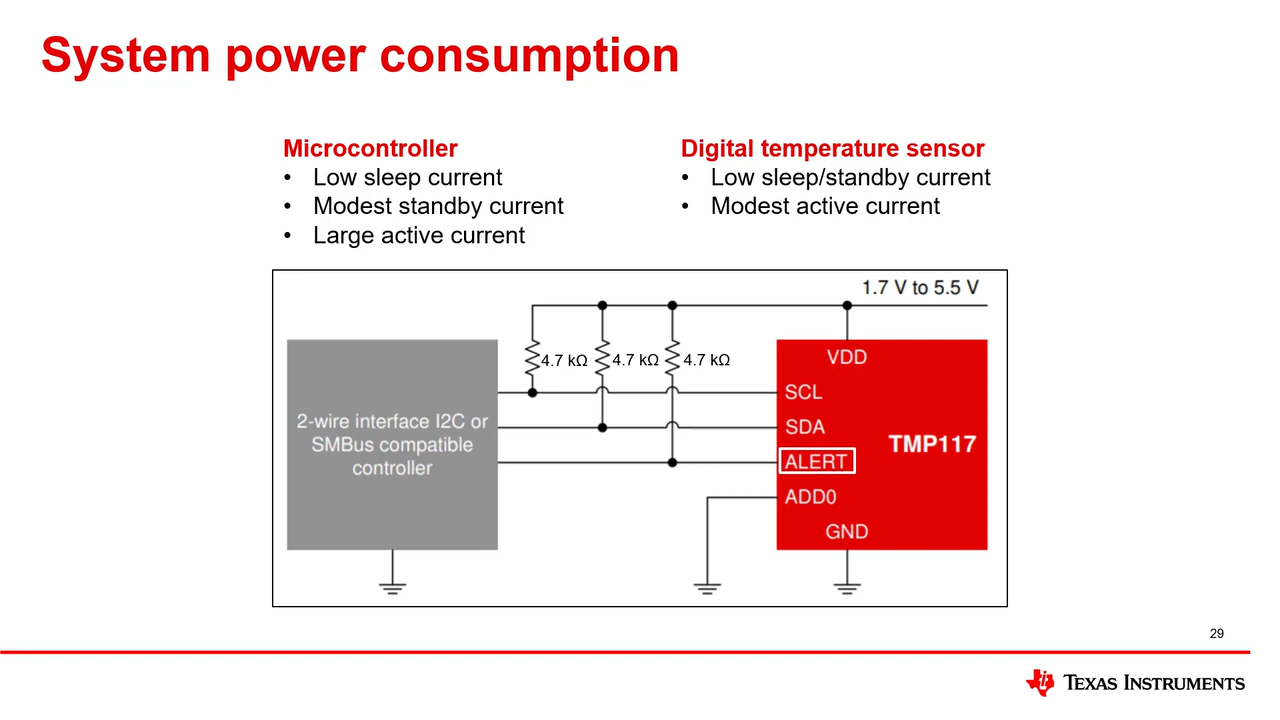 System power consumption
Microcontroller
• Low sleep current
• Modest standby current
• Large active current
Digital temperature sensor
• Low sleep/standby current
• Modest active current
1.7 V to 5.5 V
4.7 kΩ
4.7 kΩ
4.7 kΩ
2-wire interface I2C or
SMBus compatible
controller
VDD
SCL
SDA
ALERT
ADD0
GND
TMP117
29
TEXAS INSTRUMENTS